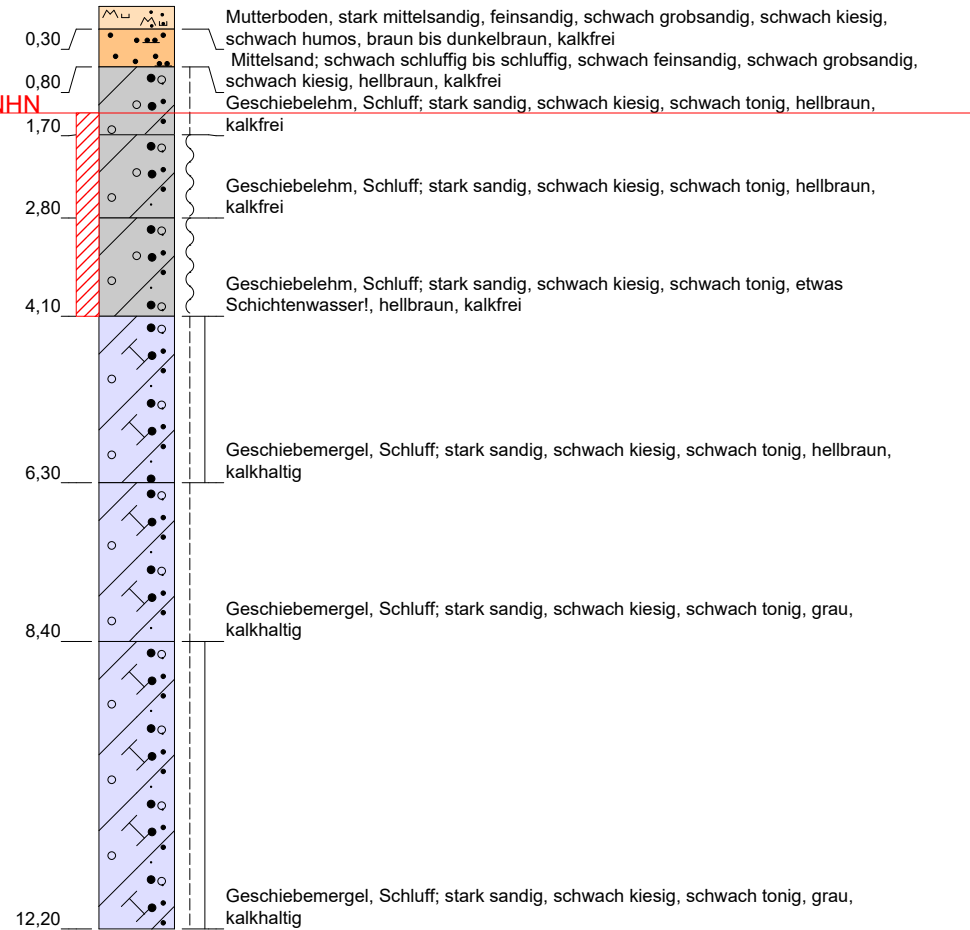 Mutterboden, stark mittelsandig, feinsandig, schwach grobsandig, schwach kiesig,
0,30
schwach humos, braun bis dunkelbraun, kalkfrei
Mittelsand; schwach schluffig bis schluffig, schwach feinsandig, schwach grobsandig,
0,80
schwach kiesig, hellbraun, kalkfrei
NHN
Geschiebelehm, Schluff; stark sandig, schwach kiesig, schwach tonig, hellbraun,
1,70
kalkfrei
Geschiebelehm, Schluff; stark sandig, schwach kiesig, schwach tonig, hellbraun,
2,80
kalkfrei
Geschiebelehm, Schluff; stark sandig, schwach kiesig, schwach tonig, etwas
4,10
Schichtenwasser!, hellbraun, kalkfrei
Geschiebemergel, Schluff; stark sandig, schwach kiesig, schwach tonig, hellbraun,
6,30
kalkhaltig
Geschiebemergel, Schluff; stark sandig, schwach kiesig, schwach tonig, grau,
8,40
kalkhaltig
Geschiebemergel, Schluff; stark sandig, schwach kiesig, schwach tonig, grau,
12,20
kalkhaltig